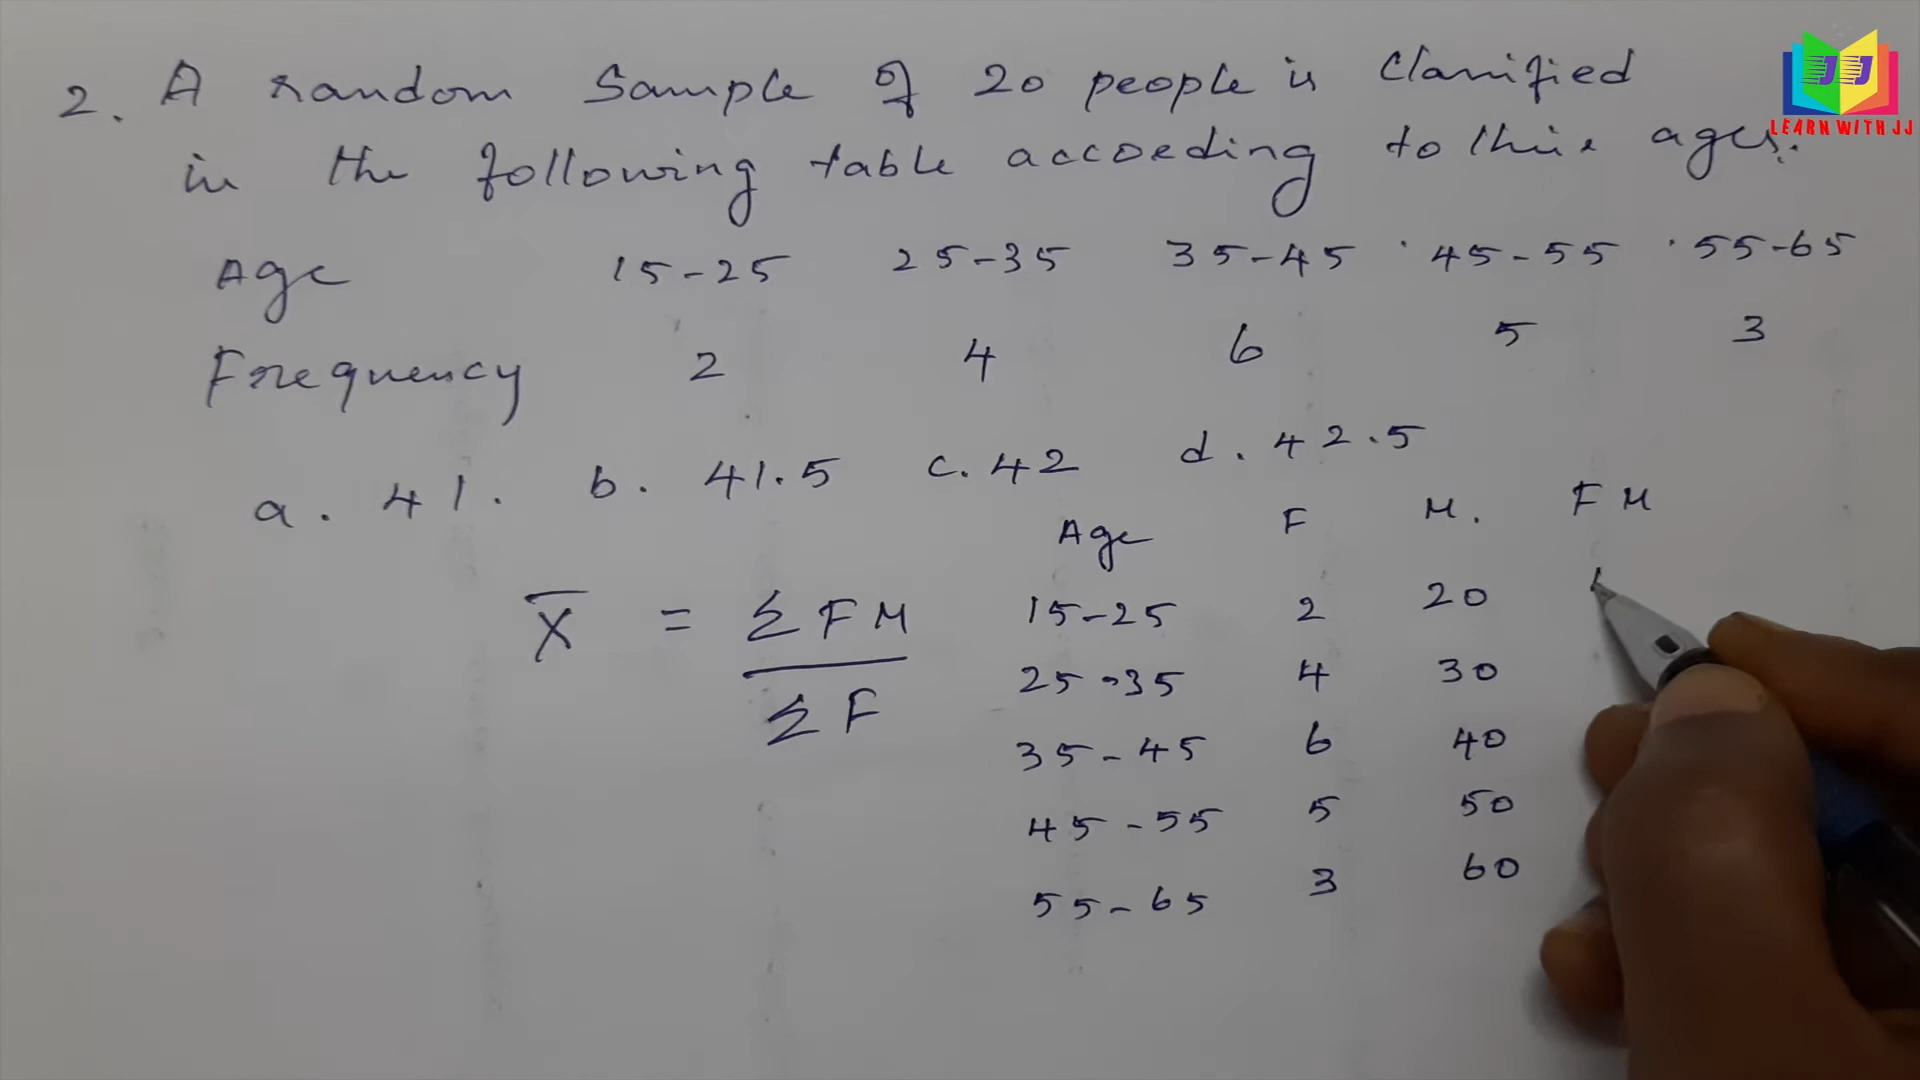 JJ
LEARN WITH JJ
2. A random Sample of 20 people is Classified
in the following table according to their ages.
Age 15-25 25-35 35-45 45-55 55-65
Frequency 2 4 6 5 3
a. 41. b. 41.5 c. 42 d. 42.5
Age F M. FM
X̅ = ΣFM
ΣF
15-25 2 20
25-35 4 30
35-45 6 40
45-55 5 50
55-65 3 60